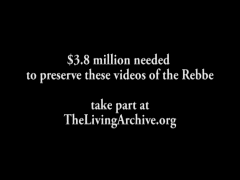 $3.8 million needed
to preserve these videos of the Rebbe
take part at
TheLivingArchive.org